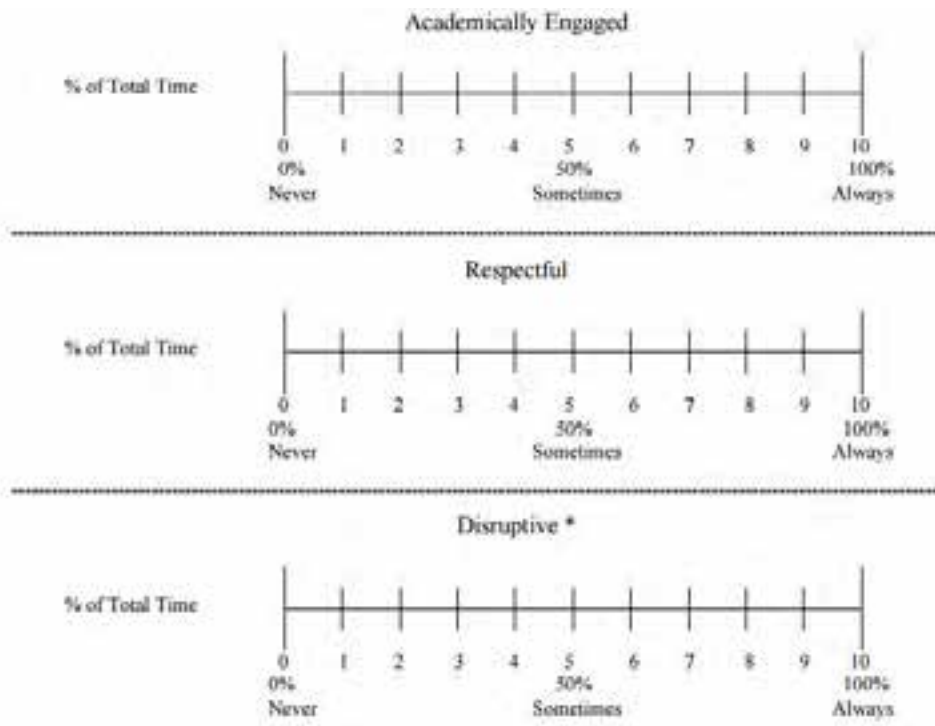 Academically Engaged
% of Total Time
0 1 2 3 4 5 6 7 8 9 10
0% 50% 100%
Never Sometimes Always
Respectful
% of Total Time
0 1 2 3 4 5 6 7 8 9 10
0% 50% 100%
Never Sometimes Always
Disruptive *
% of Total Time
0 1 2 3 4 5 6 7 8 9 10
0% 50% 100%
Never Sometimes Always